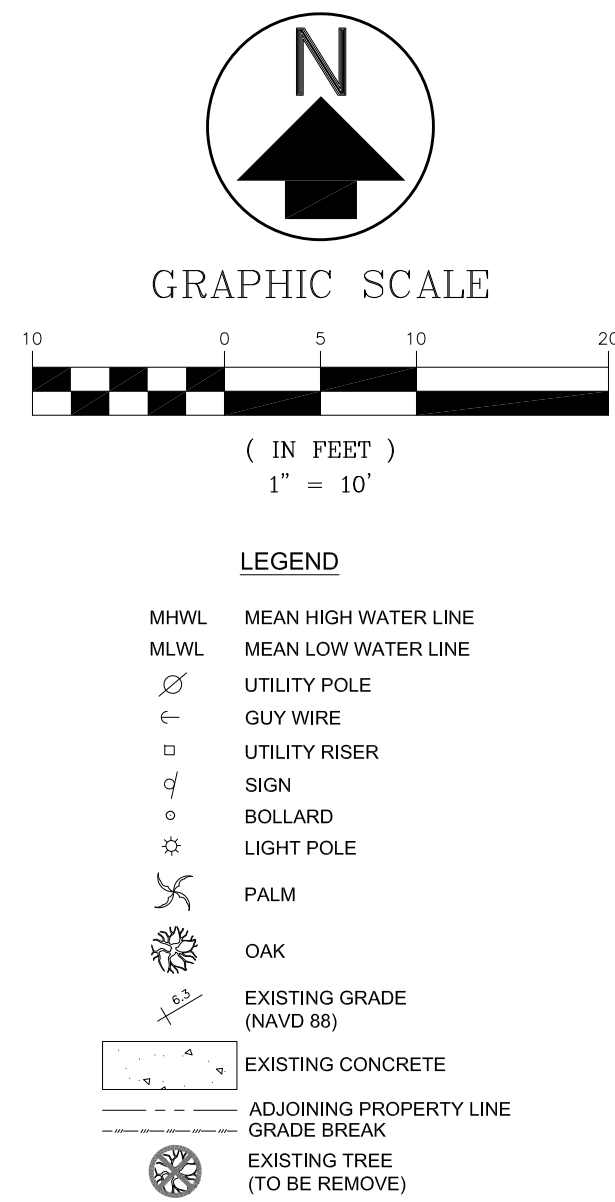 N
GRAPHIC SCALE
10 0 5 10 20
( IN FEET )
1" = 10'
LEGEND
MHWL MEAN HIGH WATER LINE
MLWL MEAN LOW WATER LINE
UTILITY POLE
GUY WIRE
UTILITY RISER
SIGN
BOLLARD
LIGHT POLE
PALM
OAK
6.3 EXISTING GRADE
(NAVD 88)
EXISTING CONCRETE
ADJOINING PROPERTY LINE
GRADE BREAK
EXISTING TREE
(TO BE REMOVE)